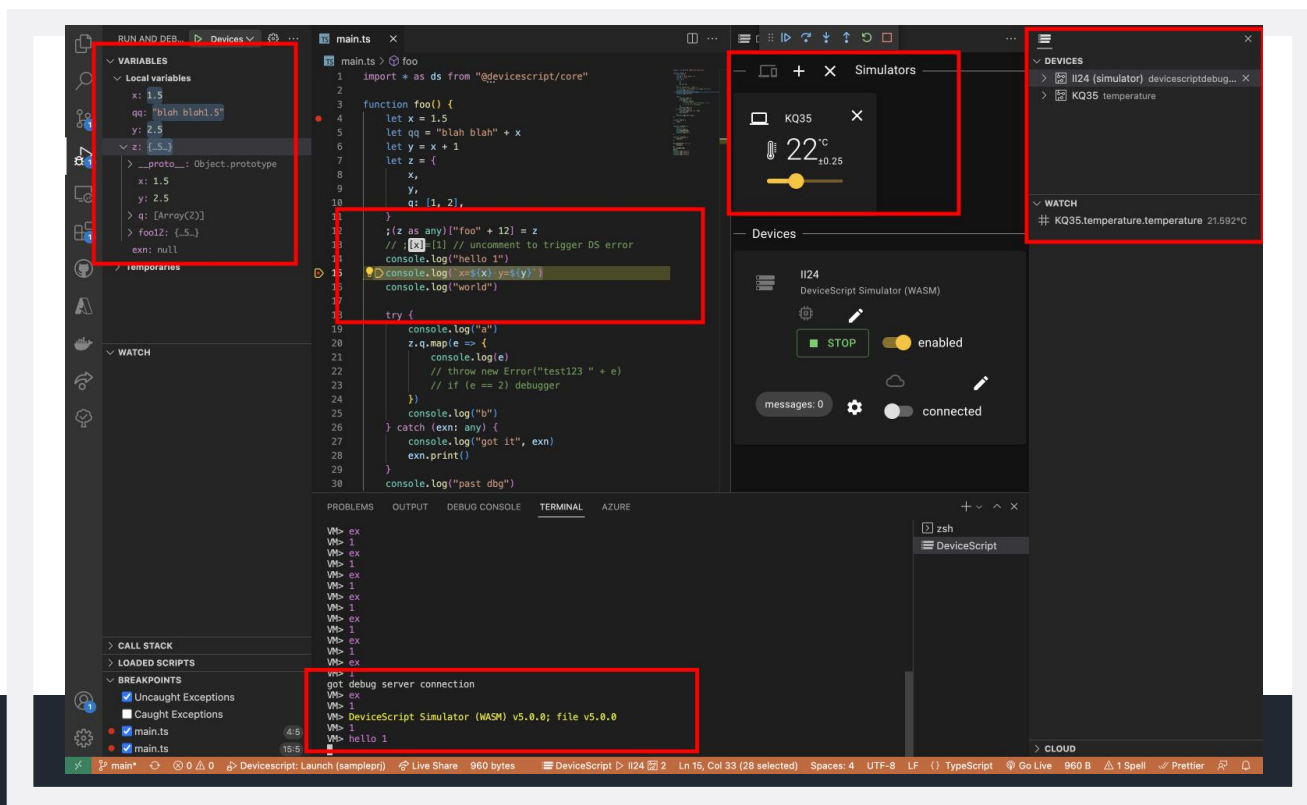 RUN AND DEB... Devices
VARIABLES
Local variables
x: 1.5
qq: "blah blah1.5"
y: 2.5
z: {…5…}
__proto__: Object.prototype
x: 1.5
y: 2.5
q: [Array(2)]
foo12: {…5…}
exn: null
Temporaries
WATCH
CALL STACK
LOADED SCRIPTS
BREAKPOINTS
Uncaught Exceptions
Caught Exceptions
main.ts 4:5
main.ts 15:5
main.ts
main.ts > foo
1 import * as ds from "@devicescript/core"
2
3 function foo() {
4 let x = 1.5
5 let qq = "blah blah" + x
6 let y = x + 1
7 let z = {
8 x,
9 y,
10 q: [1, 2],
11 }
12 ;(z as any)["foo" + 12] = z
13 // ;[x]=[1] // uncomment to trigger DS error
14 console.log("hello 1")
15 console.log(`x=${x} y=${y}`)
16 console.log("world")
17
18 try {
19 console.log("a")
20 z.q.map(e => {
21 console.log(e)
22 // throw new Error("test123 " + e)
23 // if (e == 2) debugger
24 })
25 console.log("b")
26 } catch (exn: any) {
27 console.log("got it", exn)
28 exn.print()
29 }
30 console.log("past dbg")
Simulators
KQ35
22°C ±0.25
Devices
II24
DeviceScript Simulator (WASM)
STOP
enabled
messages: 0
connected
DEVICES
II24 (simulator) devicescriptdebug...
KQ35 temperature
WATCH
KQ35.temperature.temperature 21.592°C
CLOUD
PROBLEMS OUTPUT DEBUG CONSOLE TERMINAL AZURE
VM> ex
VM> 1
VM> ex
VM> 1
VM> ex
VM> 1
VM> ex
VM> 1
VM> ex
VM> 1
VM> ex
VM> 1
VM> ex
VM> 1
got debug server connection
VM> ex
VM> 1
VM> DeviceScript Simulator (WASM) v5.0.0; file v5.0.0
VM> 1
VM> hello 1
zsh
DeviceScript
main* 0 0 Devicescript: Launch (sampleprj) Live Share 960 bytes DeviceScript II24 2 Ln 15, Col 33 (28 selected) Spaces: 4 UTF-8 LF {} TypeScript Go Live 960 B 1 Spell Prettier